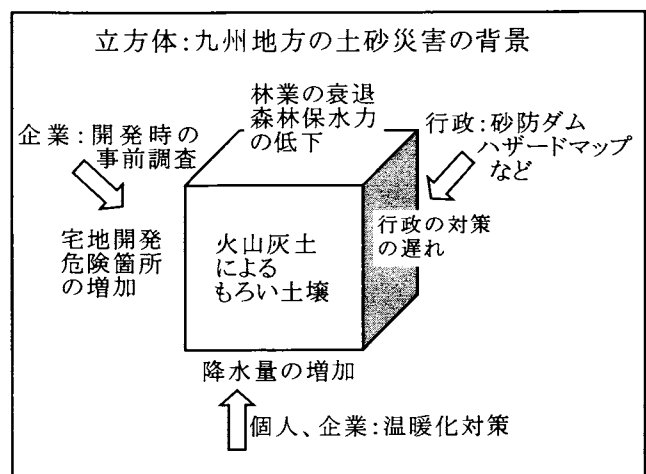 立方体:九州地方の土砂災害の背景
林業の衰退
森林保水力
の低下
企業:開発時の
事前調査
行政:砂防ダム
ハザードマップ
など
宅地開発
危険箇所
の増加
火山灰土
による
もろい土壌
行政の対策
の遅れ
降水量の増加
個人、企業:温暖化対策